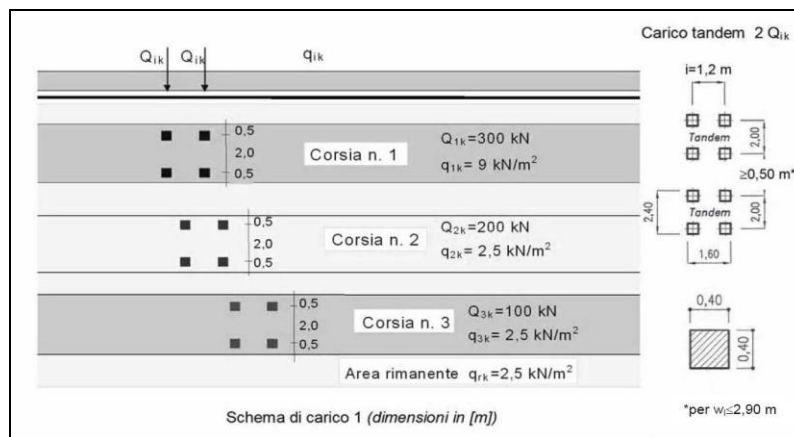 Carico tandem 2 Qik
Qik Qik qik
i=1,2 m
0,5
2,0
0,5
Corsia n. 1
Q1k=300 kN
q1k= 9 kN/m²
Tandem
2,00
≥0,50 m*
0,5
2,0
0,5
Corsia n. 2
Q2k=200 kN
q2k= 2,5 kN/m²
2,40
Tandem
2,00
1,60
0,5
2,0
0,5
Corsia n. 3
Q3k=100 kN
q3k= 2,5 kN/m²
0,40
0,40
Area rimanente qrk=2,5 kN/m²
Schema di carico 1 (dimensioni in [m])
*per wl≤2,90 m